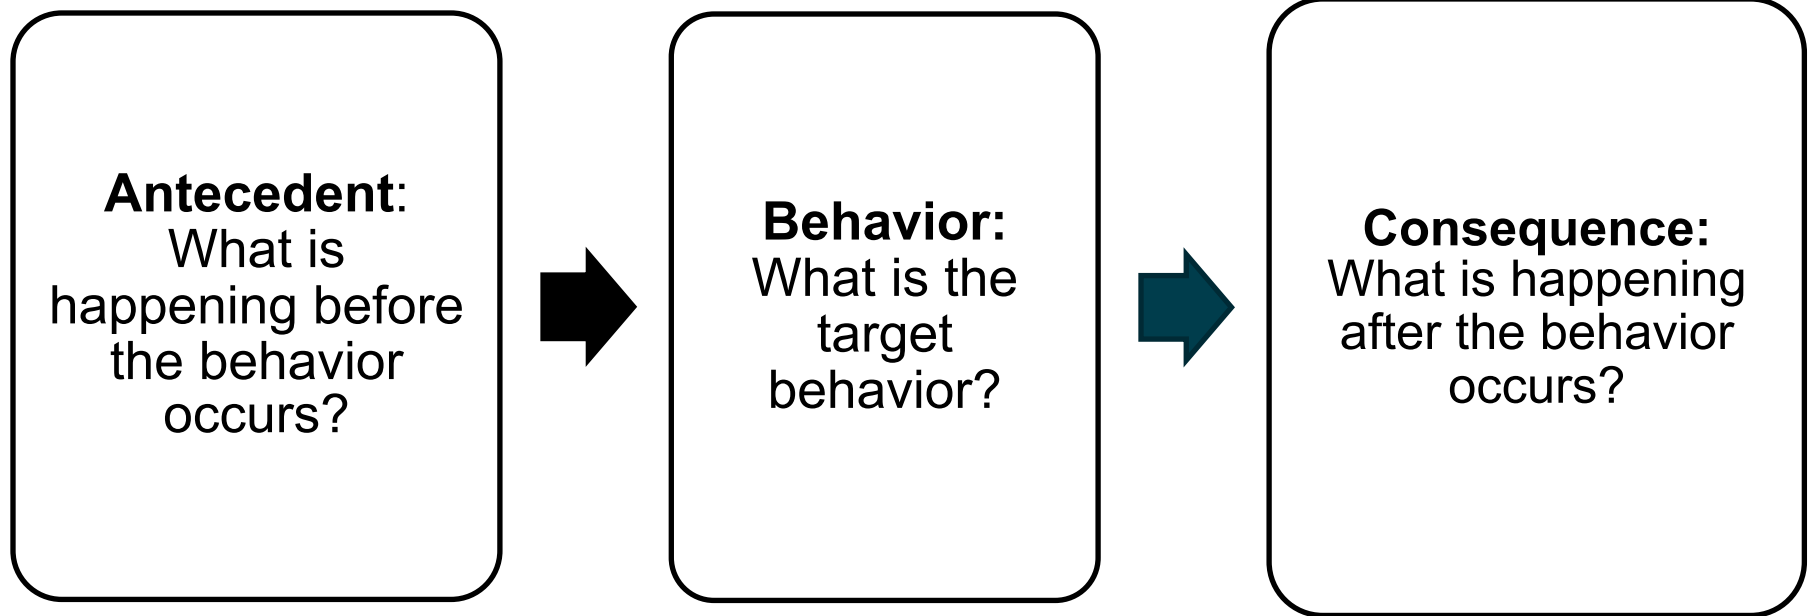 Antecedent:
What is
happening before
the behavior
occurs?
Behavior:
What is the
target
behavior?
Consequence:
What is happening
after the behavior
occurs?